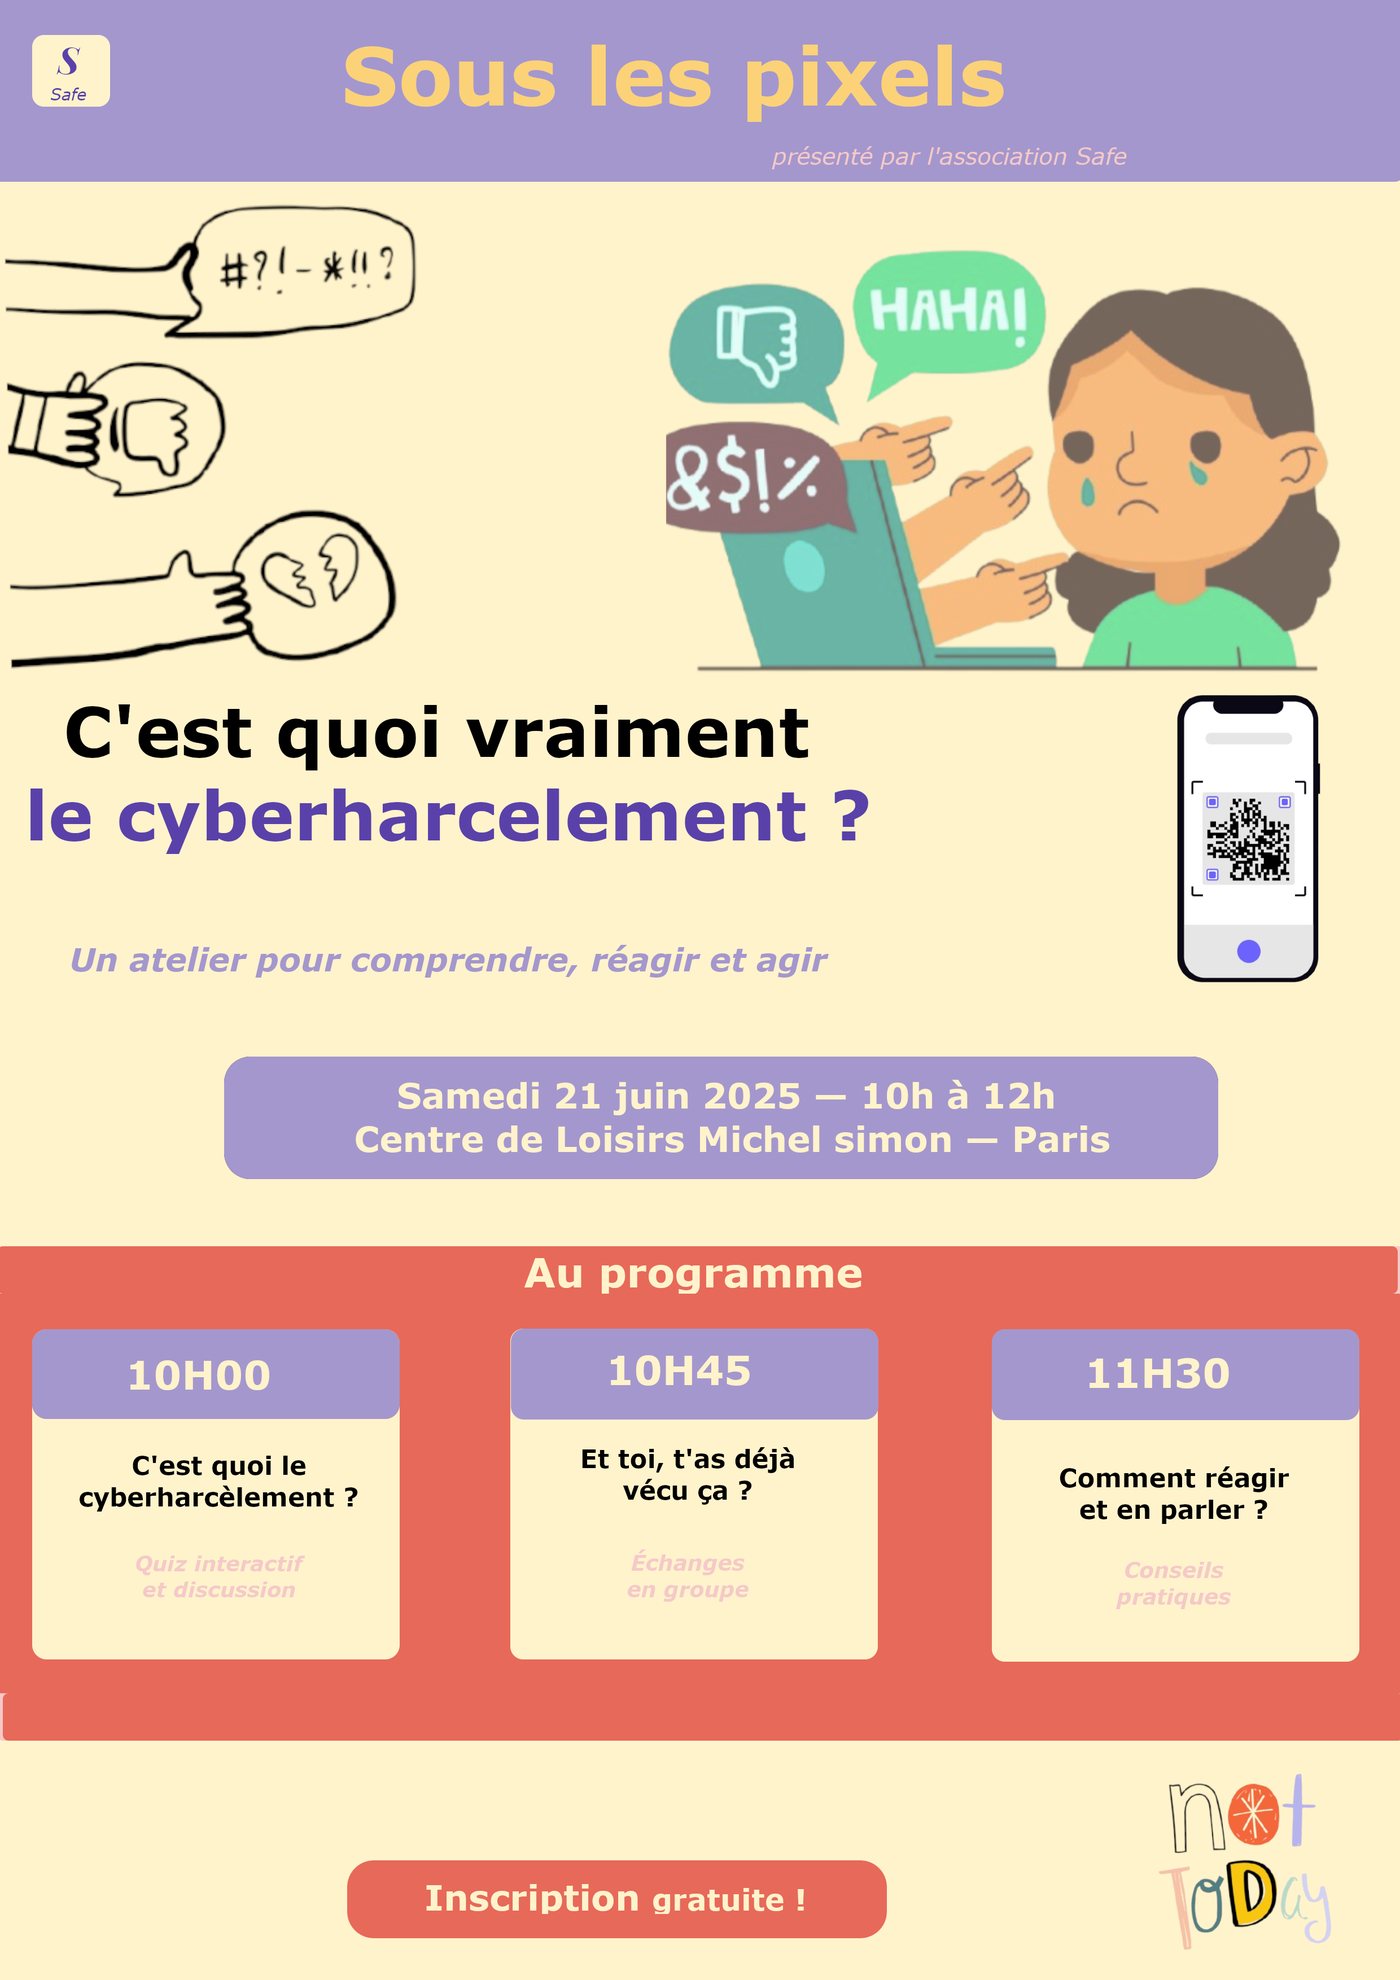 S
Safe
Sous les pixels
présenté par l'association Safe
#?!-*!!?
HAHA!
&$!%
C'est quoi vraiment
le cyberharcelement ?
Un atelier pour comprendre, réagir et agir
Samedi 21 juin 2025 — 10h à 12h
Centre de Loisirs Michel simon — Paris
Au programme
10H00
C'est quoi le
cyberharcèlement ?
Quiz interactif
et discussion
10H45
Et toi, t'as déjà
vécu ça ?
Échanges
en groupe
11H30
Comment réagir
et en parler ?
Conseils
pratiques
Inscription gratuite !
not
ToDay